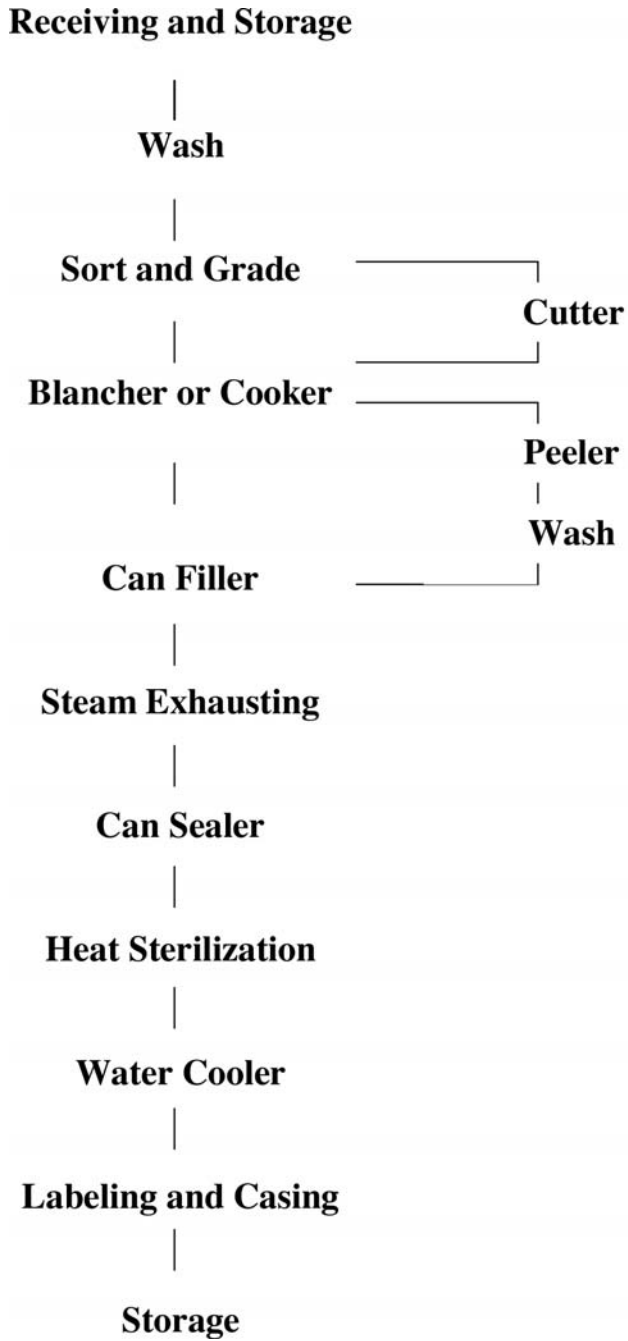 Receiving and Storage
Wash
Sort and Grade
Cutter
Blancher or Cooker
Peeler
Wash
Can Filler
Steam Exhausting
Can Sealer
Heat Sterilization
Water Cooler
Labeling and Casing
Storage